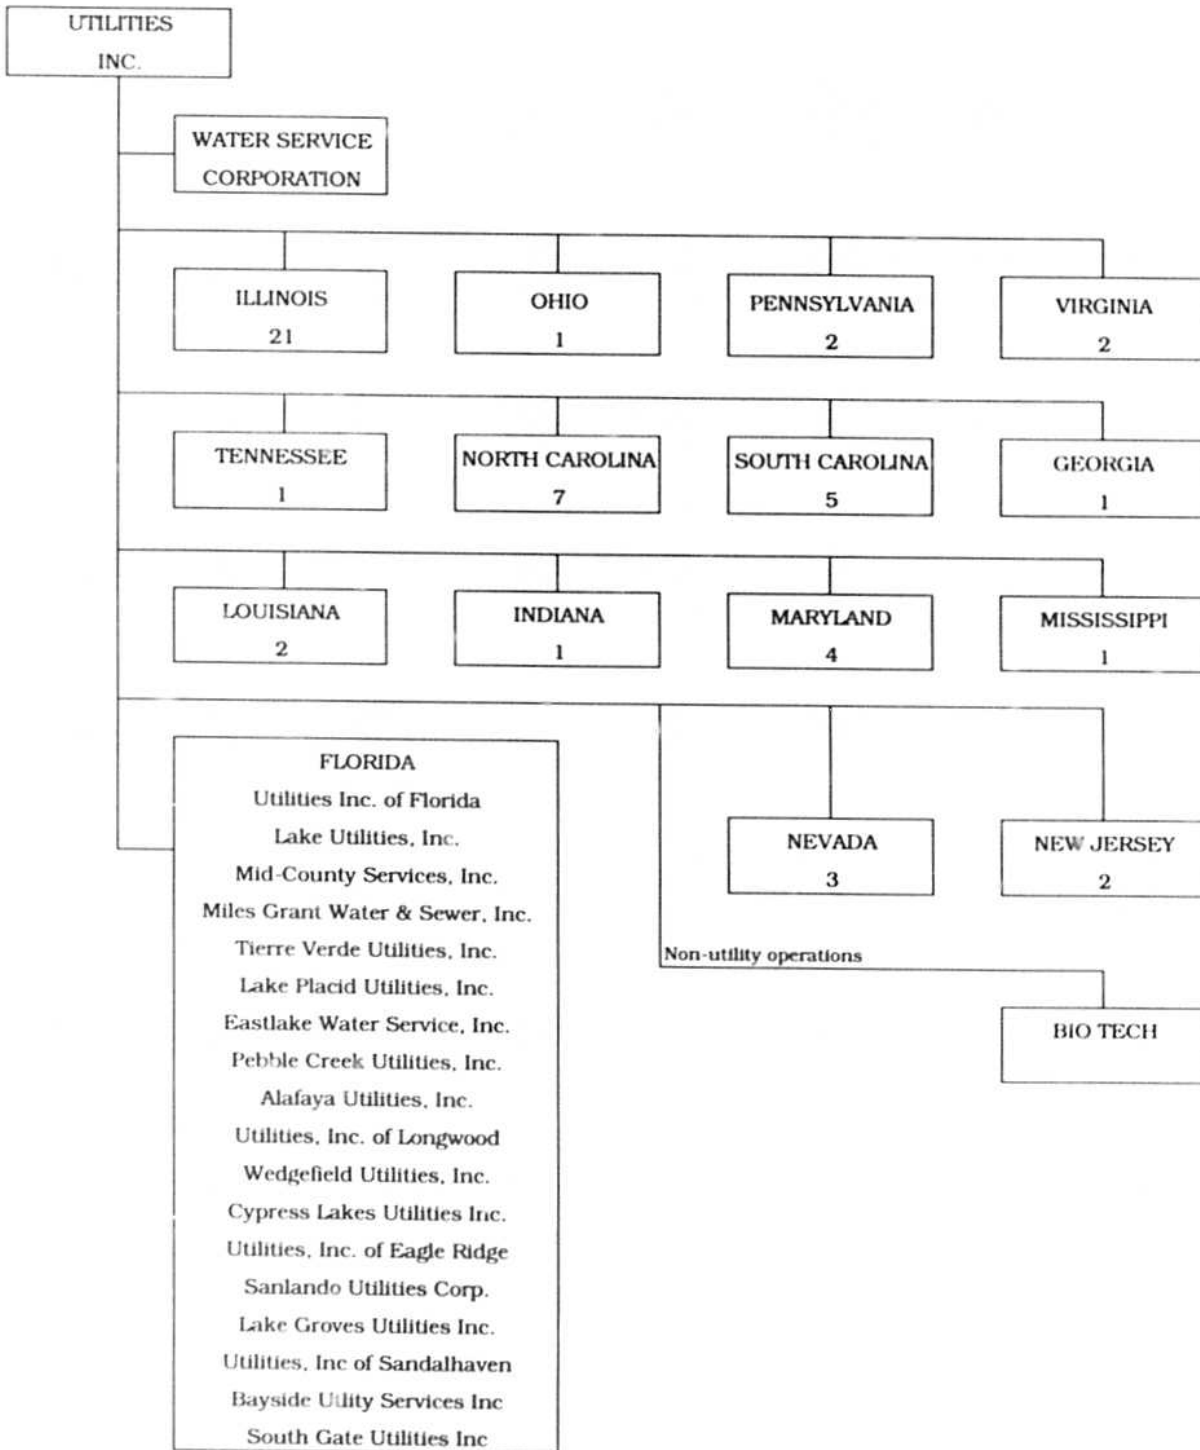 UTILITIES
INC.
WATER SERVICE
CORPORATION
ILLINOIS
21
OHIO
1
PENNSYLVANIA
2
VIRGINIA
2
TENNESSEE
1
NORTH CAROLINA
7
SOUTH CAROLINA
5
GEORGIA
1
LOUISIANA
2
INDIANA
1
MARYLAND
4
MISSISSIPPI
1
FLORIDA
Utilities Inc. of Florida
Lake Utilities, Inc.
Mid-County Services, Inc.
Miles Grant Water & Sewer, Inc.
Tierre Verde Utilities, Inc.
Lake Placid Utilities, Inc.
Eastlake Water Service, Inc.
Pebble Creek Utilities, Inc.
Alafaya Utilities, Inc.
Utilities, Inc. of Longwood
Wedgefield Utilities, Inc.
Cypress Lakes Utilities Inc.
Utilities, Inc. of Eagle Ridge
Sanlando Utilities Corp.
Lake Groves Utilities Inc.
Utilities, Inc of Sandalhaven
Bayside Utility Services Inc
South Gate Utilities Inc
NEVADA
3
NEW JERSEY
2
Non-utility operations
BIO TECH